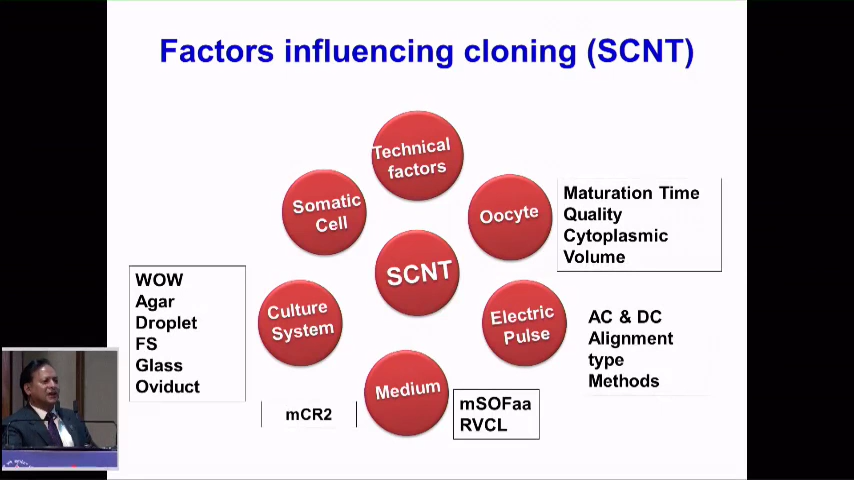 Factors influencing cloning (SCNT)
Technical
factors
Somatic
Cell
Oocyte
Maturation Time
Quality
Cytoplasmic
Volume
SCNT
WOW
Agar
Droplet
FS
Glass
Oviduct
Culture
System
Electric
Pulse
AC & DC
Alignment
type
Methods
Medium
mCR2
mSOFaa
RVCL